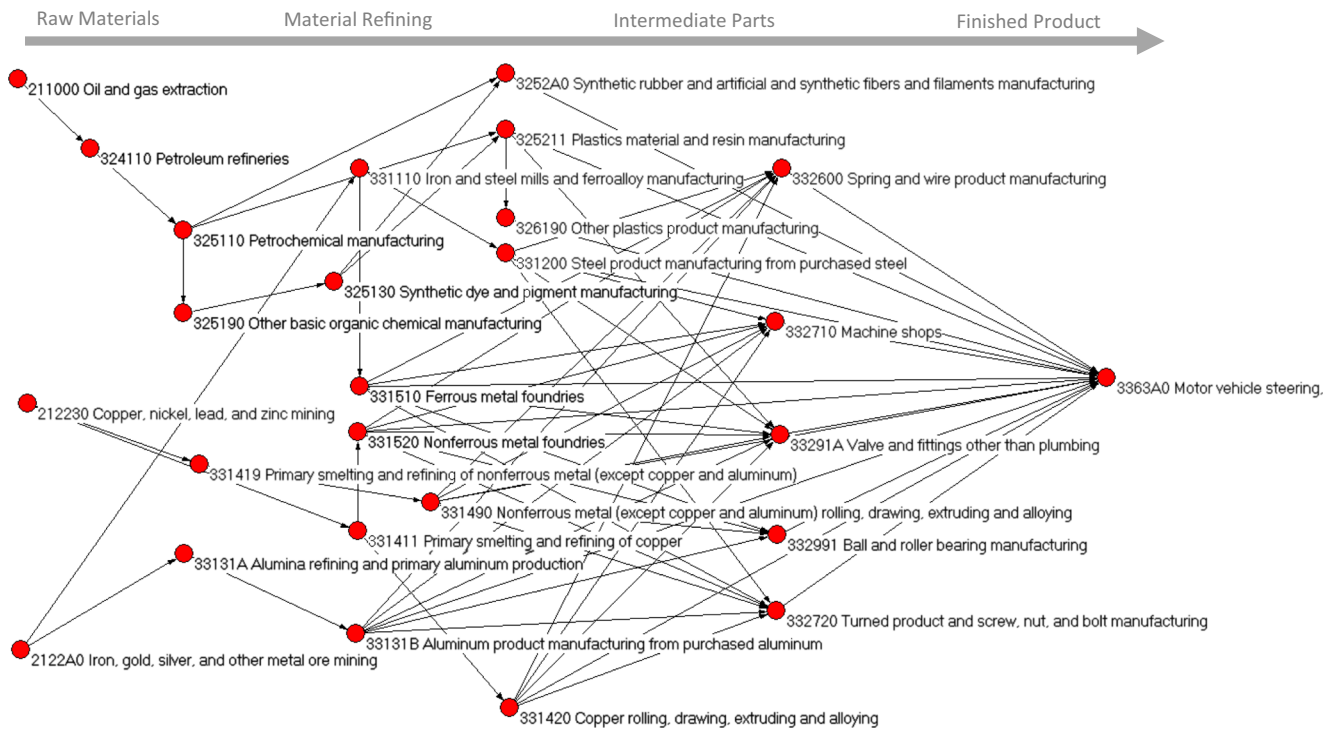 Raw Materials
Material Refining
Intermediate Parts
Finished Product
3252A0 Synthetic rubber and artificial and synthetic fibers and filaments manufacturing
211000 Oil and gas extraction
325211 Plastics material and resin manufacturing
324110 Petroleum refineries
331110 Iron and steel mills and ferroalloy manufacturing
332600 Spring and wire product manufacturing
326190 Other plastics product manufacturing
325110 Petrochemical manufacturing
331200 Steel product manufacturing from purchased steel
325130 Synthetic dye and pigment manufacturing
325190 Other basic organic chemical manufacturing
332710 Machine shops
3363A0 Motor vehicle steering,
331510 Ferrous metal foundries
212230 Copper, nickel, lead, and zinc mining
331520 Nonferrous metal foundries
33291A Valve and fittings other than plumbing
331419 Primary smelting and refining of nonferrous metal (except copper and aluminum)
331490 Nonferrous metal (except copper and aluminum) rolling, drawing, extruding and alloying
331411 Primary smelting and refining of copper
332991 Ball and roller bearing manufacturing
33131A Alumina refining and primary aluminum production
332720 Turned product and screw, nut, and bolt manufacturing
33131B Aluminum product manufacturing from purchased aluminum
2122A0 Iron, gold, silver, and other metal ore mining
331420 Copper rolling, drawing, extruding and alloying